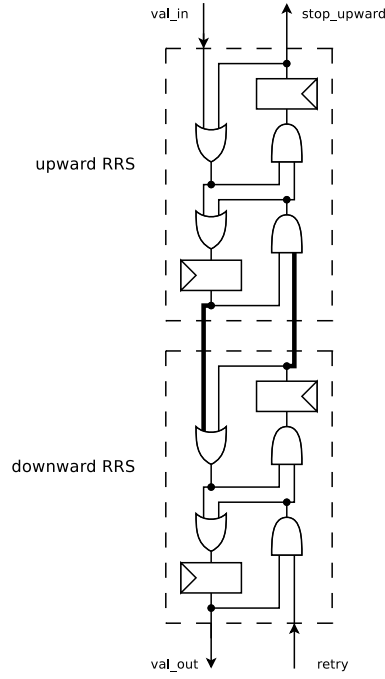 val_in
stop_upward
upward RRS
downward RRS
val_out
retry